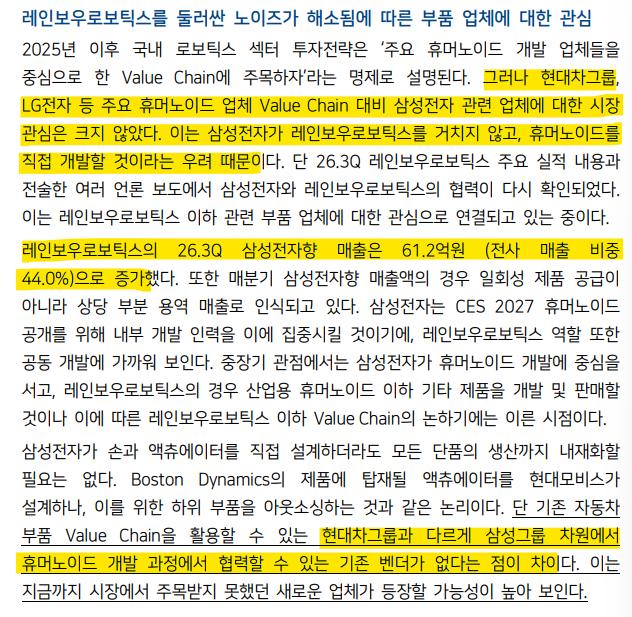 레인보우로보틱스를 둘러싼 노이즈가 해소됨에 따른 부품 업체에 대한 관심
2025년 이후 국내 로보틱스 섹터 투자전략은 '주요 휴머노이드 개발 업체들을
중심으로 한 Value Chain에 주목하자'라는 명제로 설명된다. 그러나 현대차그룹,
LG전자 등 주요 휴머노이드 업체 Value Chain 대비 삼성전자 관련 업체에 대한 시장
관심은 크지 않았다. 이는 삼성전자가 레인보우로보틱스를 거치지 않고, 휴머노이드를
직접 개발할 것이라는 우려 때문이다. 단 26.3Q 레인보우로보틱스 주요 실적 내용과
전술한 여러 언론 보도에서 삼성전자와 레인보우로보틱스의 협력이 다시 확인되었다.
이는 레인보우로보틱스 이하 관련 부품 업체에 대한 관심으로 연결되고 있는 중이다.
레인보우로보틱스의 26.3Q 삼성전자향 매출은 61.2억원 (전사 매출 비중
44.0%)으로 증가했다. 또한 매분기 삼성전자향 매출액의 경우 일회성 제품 공급이
아니라 상당 부분 용역 매출로 인식되고 있다. 삼성전자는 CES 2027 휴머노이드
공개를 위해 내부 개발 인력을 이에 집중시킬 것이기에, 레인보우로보틱스 역할 또한
공동 개발에 가까워 보인다. 중장기 관점에서는 삼성전자가 휴머노이드 개발에 중심을
서고, 레인보우로보틱스의 경우 산업용 휴머노이드 이하 기타 제품을 개발 및 판매할
것이나 이에 따른 레인보우로보틱스 이하 Value Chain의 논하기에는 이른 시점이다.
삼성전자가 손과 액츄에이터를 직접 설계하더라도 모든 단품의 생산까지 내재화할
필요는 없다. Boston Dynamics의 제품에 탑재될 액츄에이터를 현대모비스가
설계하나, 이를 위한 하위 부품을 아웃소싱하는 것과 같은 논리이다. 단 기존 자동차
부품 Value Chain을 활용할 수 있는 현대차그룹과 다르게 삼성그룹 차원에서
휴머노이드 개발 과정에서 협력할 수 있는 기존 벤더가 없다는 점이 차이다. 이는
지금까지 시장에서 주목받지 못했던 새로운 업체가 등장할 가능성이 높아 보인다.